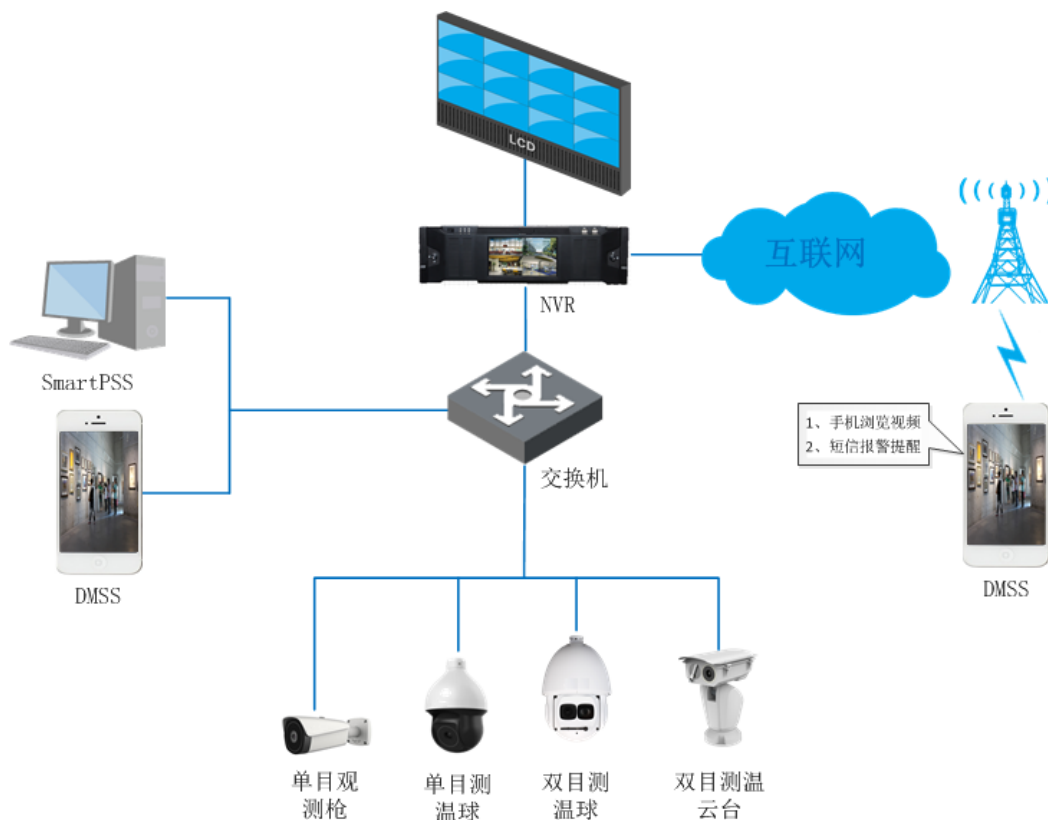 LCD
互联网
NVR
SmartPSS
1、手机浏览视频
2、短信报警提醒
交换机
DMSS
DMSS
单目观
测枪
单目测
温球
双目测
温球
双目测温
云台